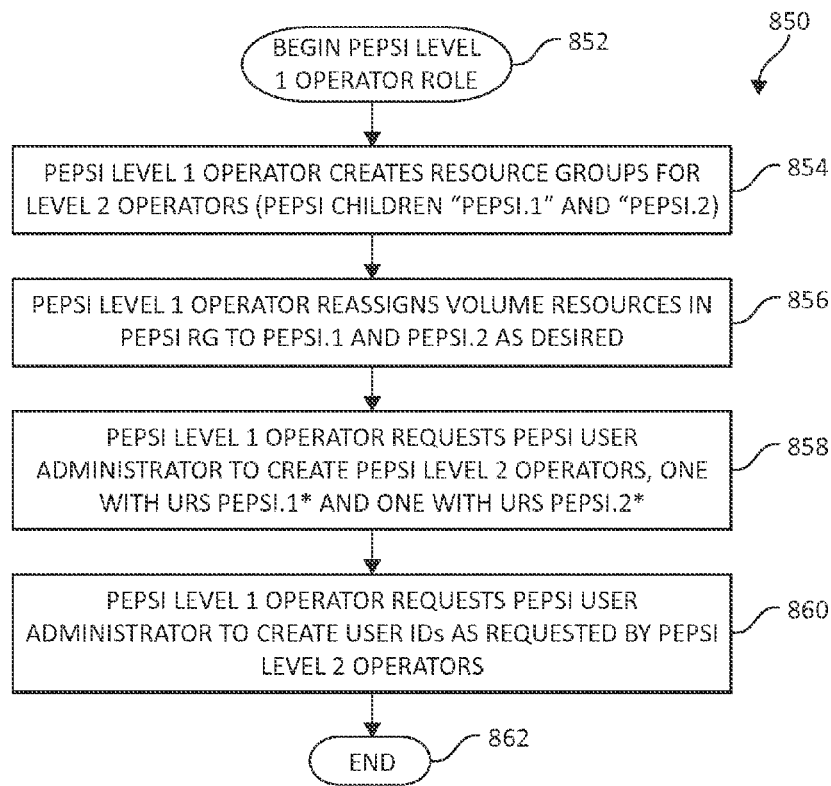 850
BEGIN PEPSI LEVEL
1 OPERATOR ROLE
852
PEPSI LEVEL 1 OPERATOR CREATES RESOURCE GROUPS FOR
LEVEL 2 OPERATORS (PEPSI CHILDREN “PEPSI.1” AND “PEPSI.2)
854
PEPSI LEVEL 1 OPERATOR REASSIGNS VOLUME RESOURCES IN
PEPSI RG TO PEPSI.1 AND PEPSI.2 AS DESIRED
856
PEPSI LEVEL 1 OPERATOR REQUESTS PEPSI USER
ADMINISTRATOR TO CREATE PEPSI LEVEL 2 OPERATORS, ONE
WITH URS PEPSI.1* AND ONE WITH URS PEPSI.2*
858
PEPSI LEVEL 1 OPERATOR REQUESTS PEPSI USER
ADMINISTRATOR TO CREATE USER IDs AS REQUESTED BY PEPSI
LEVEL 2 OPERATORS
860
END
862